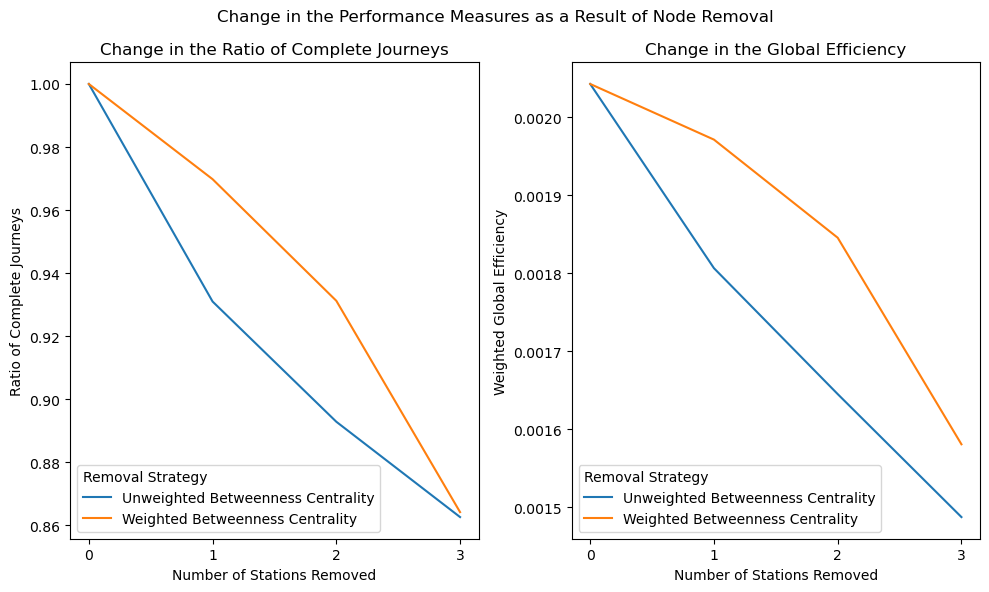 Change in the Performance Measures as a Result of Node Removal
Change in the Ratio of Complete Journeys
Ratio of Complete Journeys
1.00
0.98
0.96
0.94
0.92
0.90
0.88
0.86
Removal Strategy
Unweighted Betweenness Centrality
Weighted Betweenness Centrality
0 1 2 3
Number of Stations Removed
Change in the Global Efficiency
Weighted Global Efficiency
0.0020
0.0019
0.0018
0.0017
0.0016
0.0015
Removal Strategy
Unweighted Betweenness Centrality
Weighted Betweenness Centrality
0 1 2 3
Number of Stations Removed